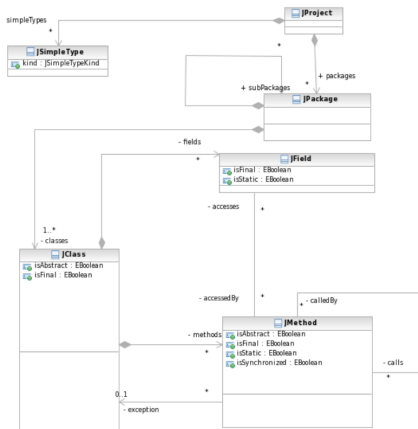 JProject
simpleTypes
*
JSimpleType
kind : JSimpleTypeKind
*
+ packages
+ subPackages
*
JPackage
- fields
*
JField
isFinal : EBoolean
isStatic : EBoolean
- accesses
*
1..*
- classes
JClass
isAbstract : EBoolean
isFinal : EBoolean
- accessedBy
*
* - calledBy
JMethod
isAbstract : EBoolean
isFinal : EBoolean
isStatic : EBoolean
isSynchronized : EBoolean
- methods
*
- calls
*
0..1
*
- exception